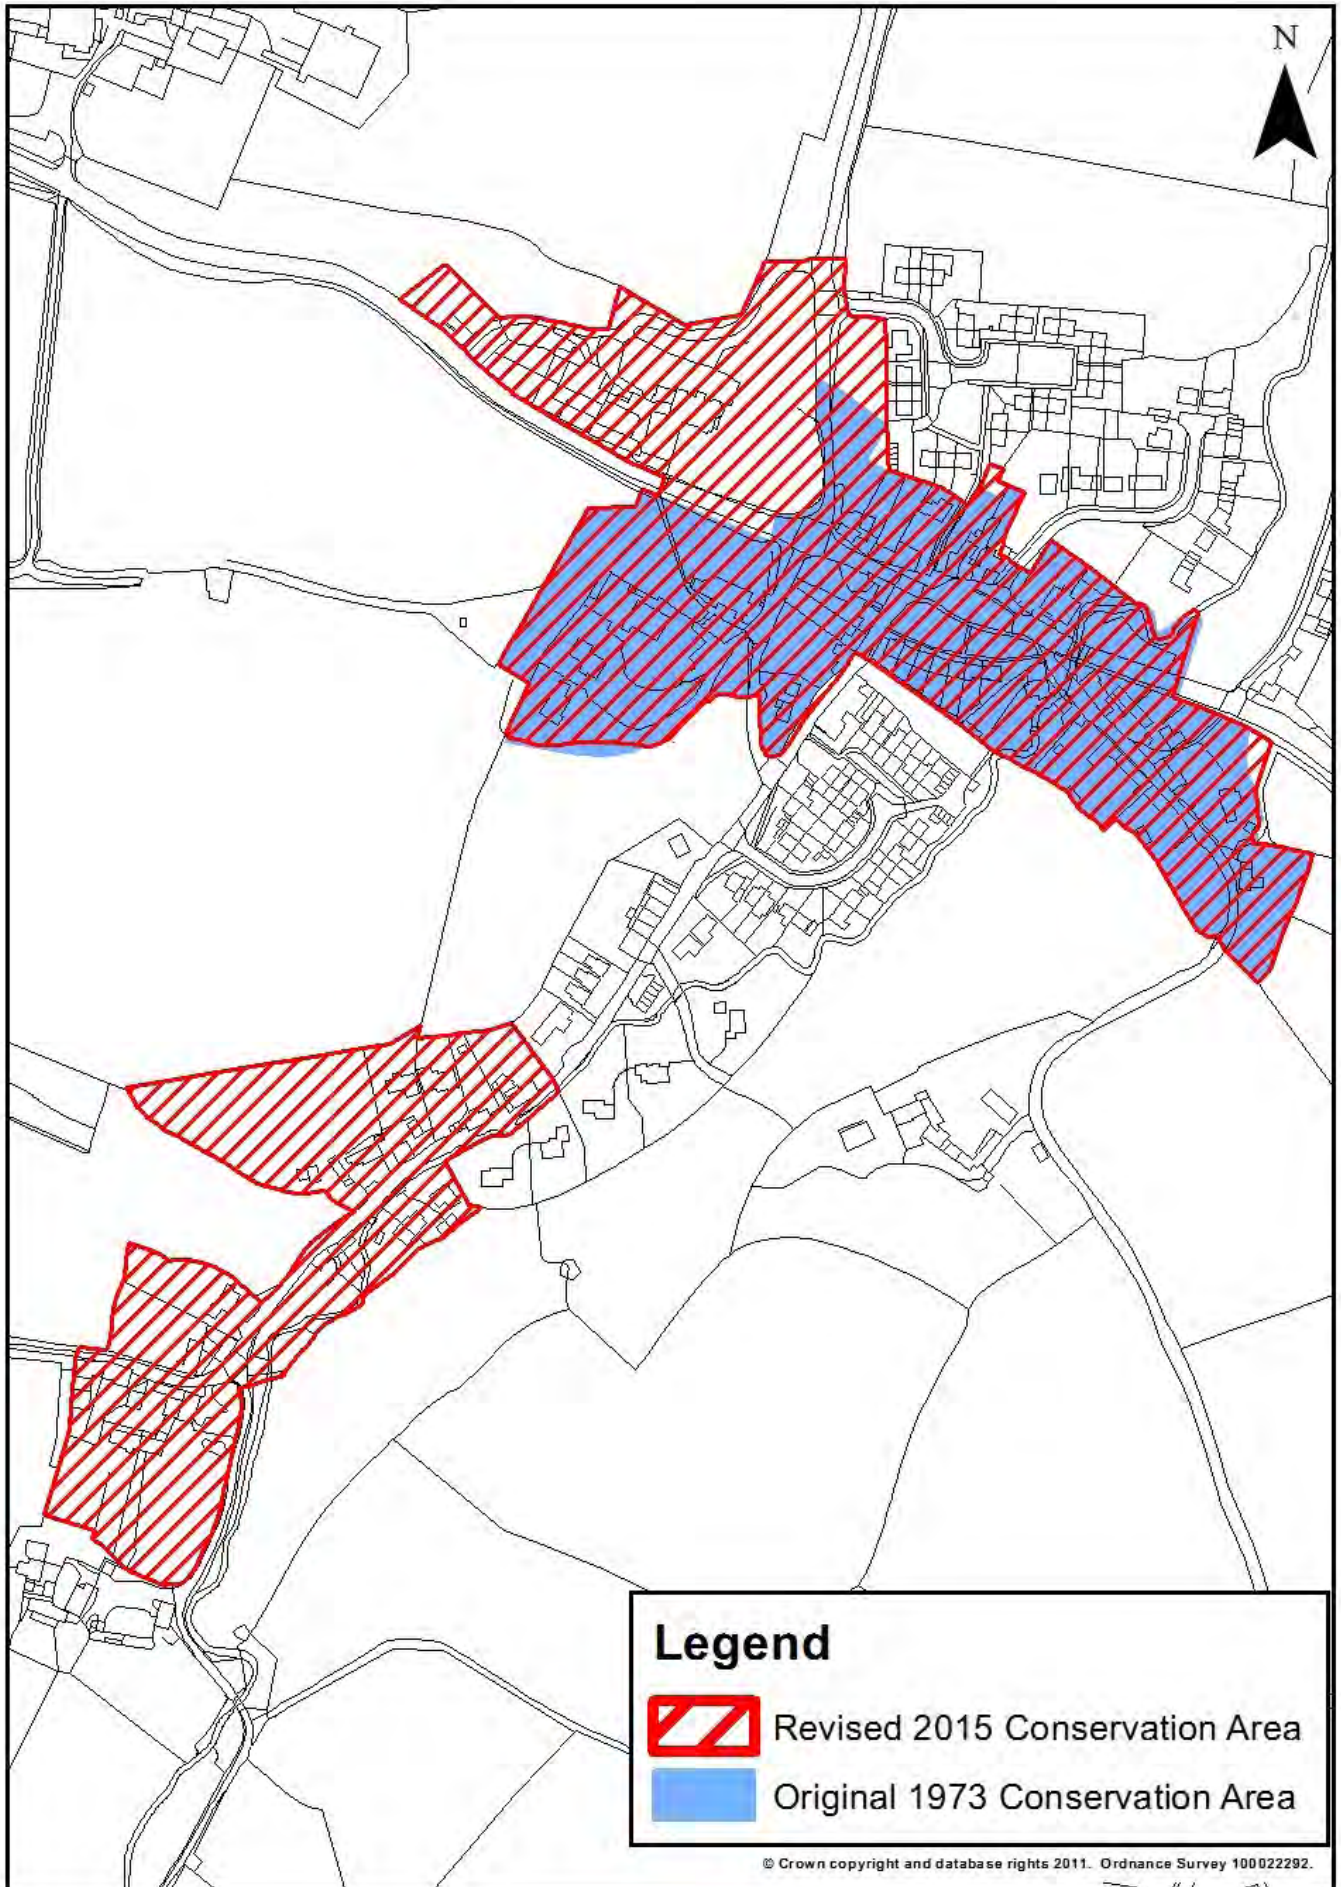 N
Legend
Revised 2015 Conservation Area
Original 1973 Conservation Area
© Crown copyright and database rights 2011. Ordnance Survey 100022292.